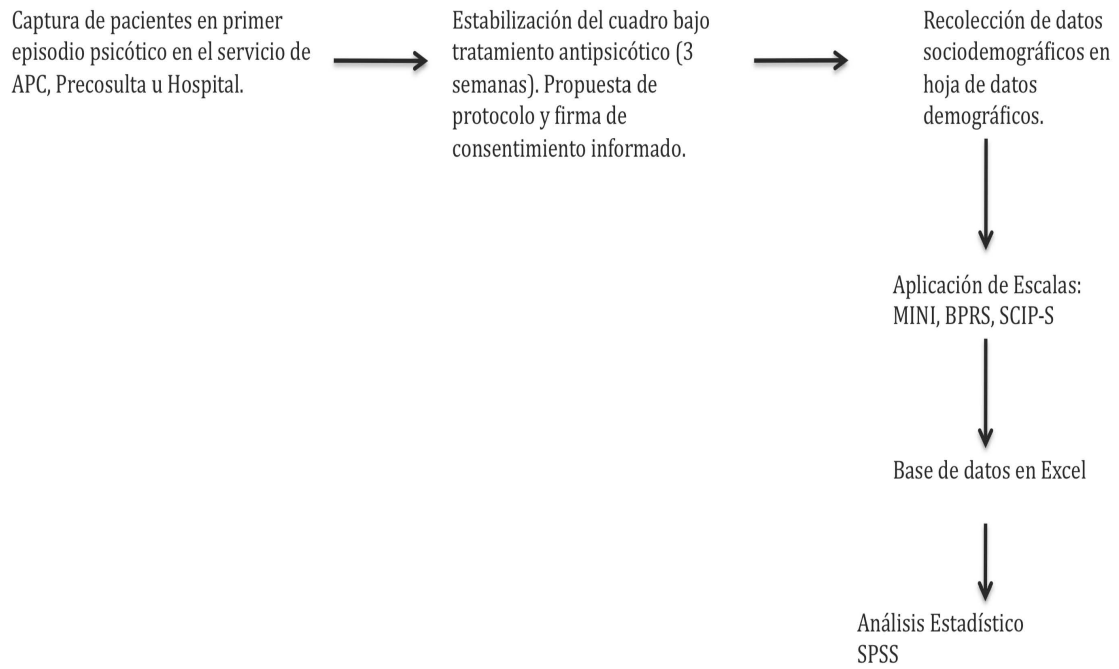 Captura de pacientes en primer
episodio psicótico en el servicio de
APC, Precosulta u Hospital.
Estabilización del cuadro bajo
tratamiento antipsicótico (3
semanas). Propuesta de
protocolo y firma de
consentimiento informado.
Recolección de datos
sociodemográficos en
hoja de datos
demográficos.
Aplicación de Escalas:
MINI, BPRS, SCIP-S
Base de datos en Excel
Análisis Estadístico
SPSS